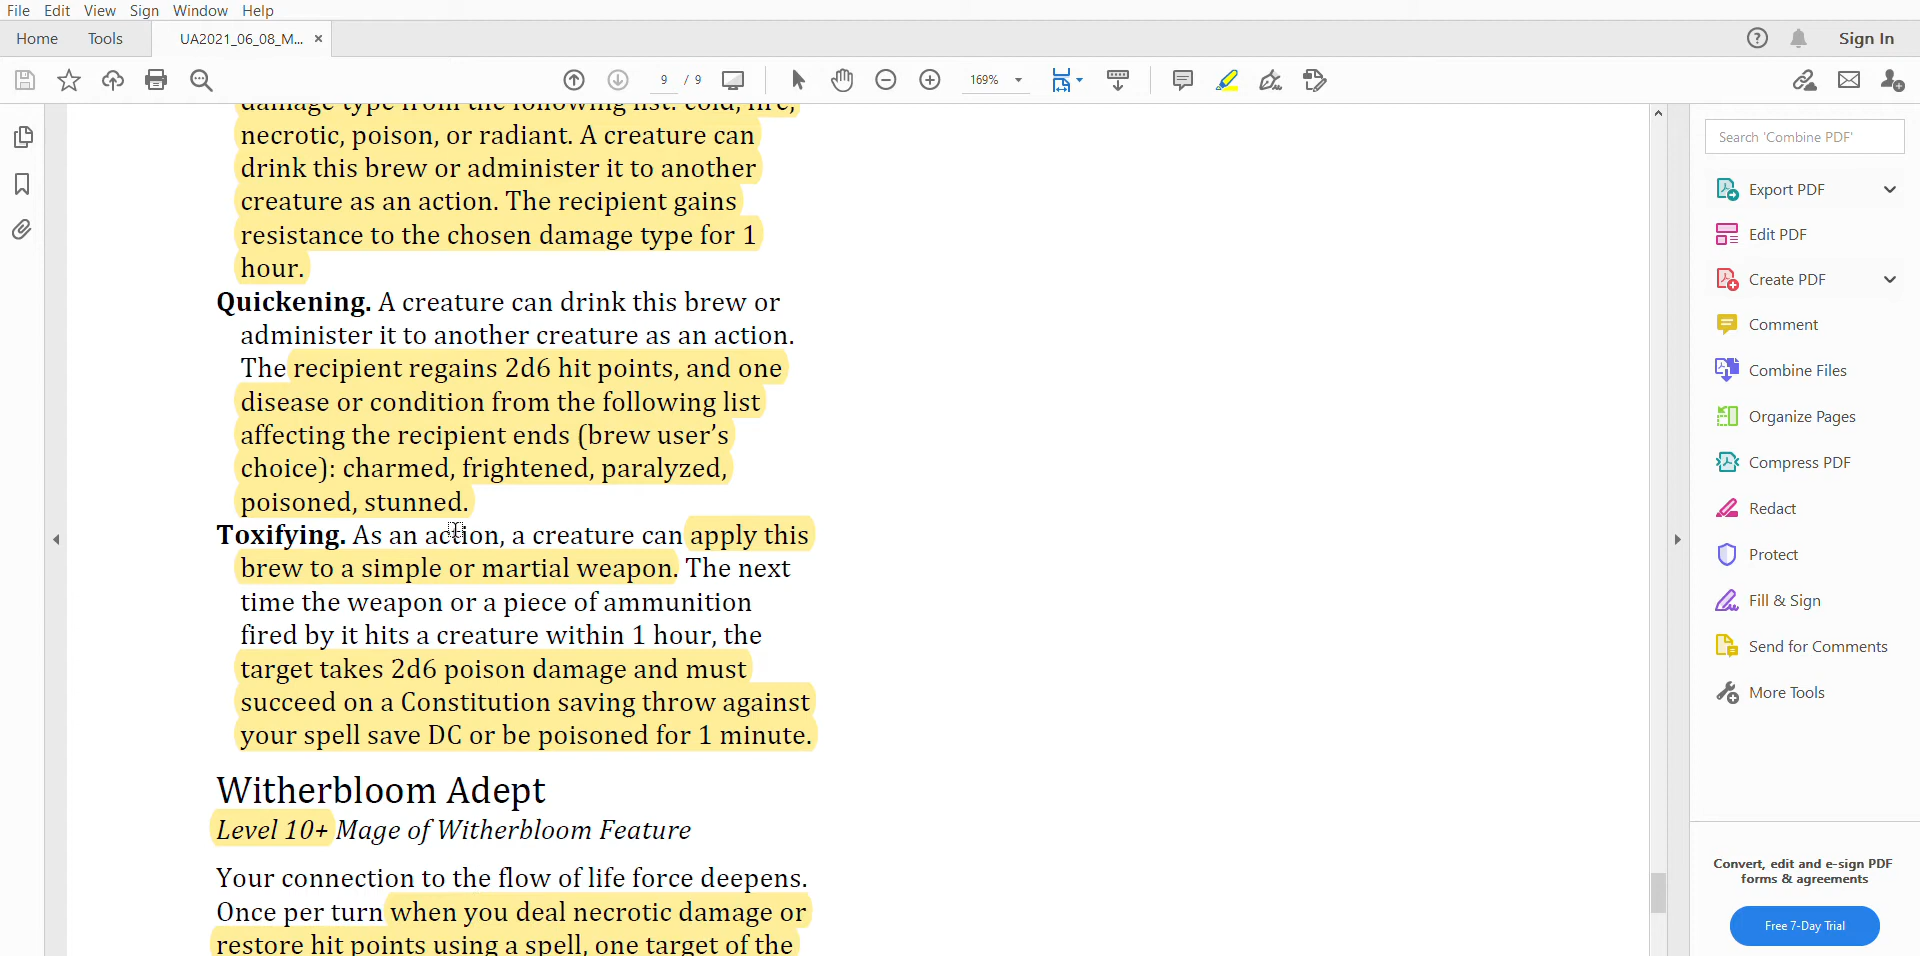 File Edit View Sign Window Help
Home Tools UA2021_06_08_M... × Sign In
9 / 9 169%
damage type from the following list: cold, fire,
necrotic, poison, or radiant. A creature can
drink this brew or administer it to another
creature as an action. The recipient gains
resistance to the chosen damage type for 1
hour.
Quickening. A creature can drink this brew or
administer it to another creature as an action.
The recipient regains 2d6 hit points, and one
disease or condition from the following list
affecting the recipient ends (brew user’s
choice): charmed, frightened, paralyzed,
poisoned, stunned.
Toxifying. As an action, a creature can apply this
brew to a simple or martial weapon. The next
time the weapon or a piece of ammunition
fired by it hits a creature within 1 hour, the
target takes 2d6 poison damage and must
succeed on a Constitution saving throw against
your spell save DC or be poisoned for 1 minute.
Witherbloom Adept
Level 10+ Mage of Witherbloom Feature
Your connection to the flow of life force deepens.
Once per turn when you deal necrotic damage or
restore hit points using a spell, one target of the
Search 'Combine PDF'
Export PDF
Edit PDF
Create PDF
Comment
Combine Files
Organize Pages
Compress PDF
Redact
Protect
Fill & Sign
Send for Comments
More Tools
Convert, edit and e-sign PDF
forms & agreements
Free 7-Day Trial